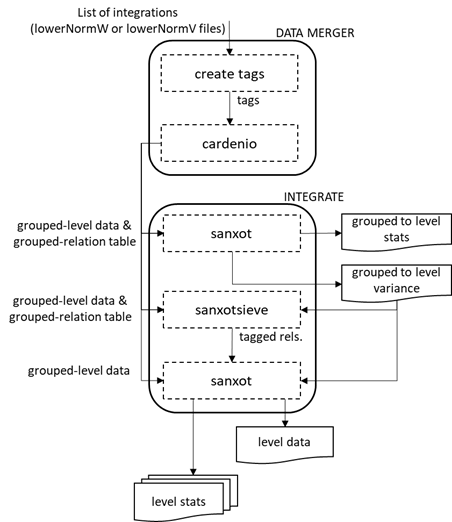 List of integrations
(lowerNormW or lowerNormV files)
DATA MERGER
create tags
tags
cardenio
INTEGRATE
grouped-level data &
grouped-relation table
sanxot
grouped to level
stats
grouped to level
variance
grouped-level data &
grouped-relation table
sanxotsieve
tagged rels.
grouped-level data
sanxot
level data
level stats